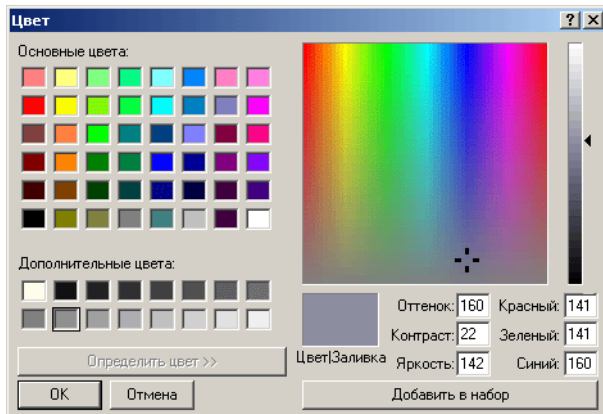 Цвет
Основные цвета:
Дополнительные цвета:
Определить цвет >>
OK Отмена
Оттенок: 160 Красный: 141
Контраст: 22 Зеленый: 141
Цвет|Заливка Яркость: 142 Синий: 160
Добавить в набор